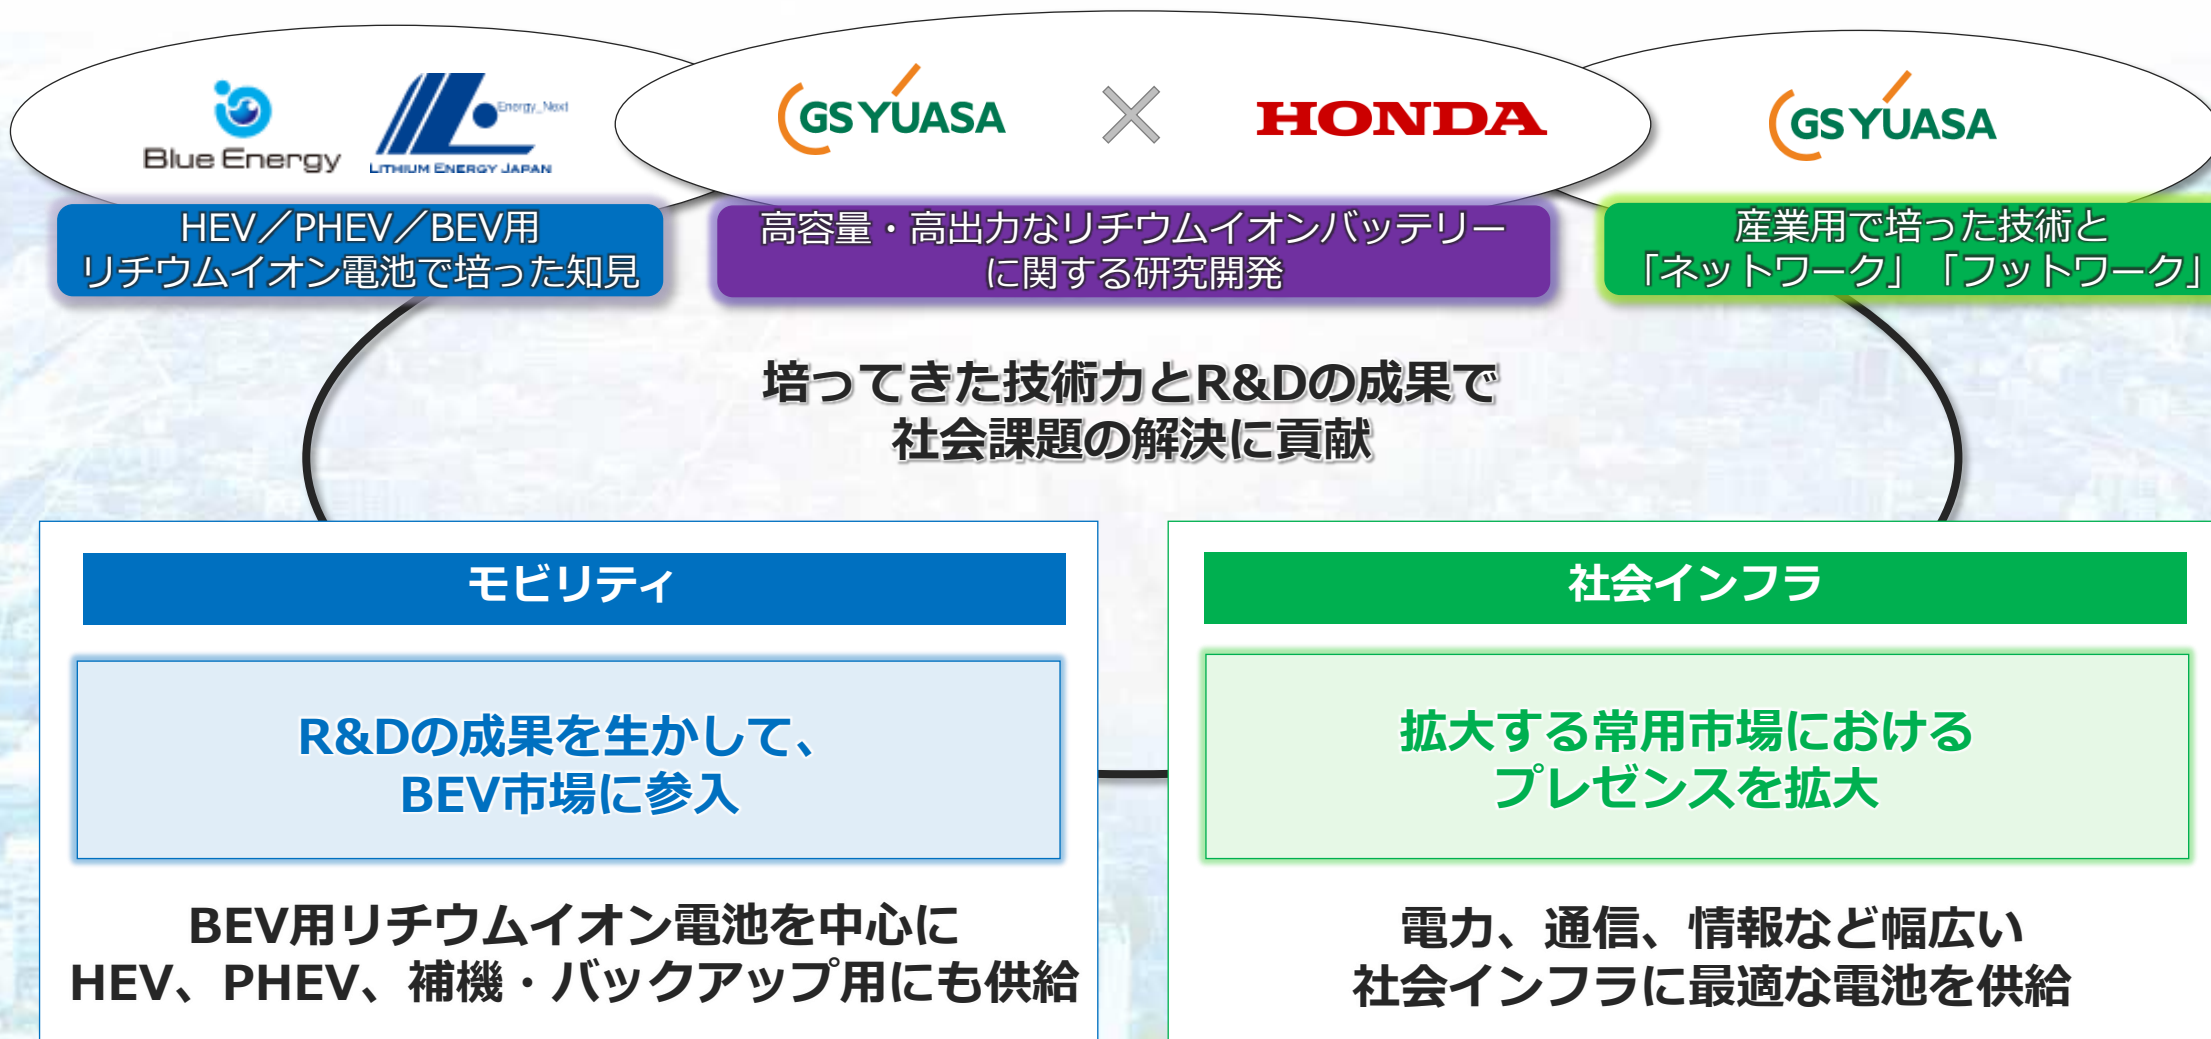 Blue Energy
Energy_Next
LITHIUM ENERGY JAPAN
GS YUASA
HONDA
GS YUASA
HEV／PHEV／BEV用
リチウムイオン電池で培った知見
高容量・高出力なリチウムイオンバッテリー
に関する研究開発
産業用で培った技術と
「ネットワーク」「フットワーク」
培ってきた技術力とR&Dの成果で
社会課題の解決に貢献
モビリティ
R&Dの成果を生かして、
BEV市場に参入
BEV用リチウムイオン電池を中心に
HEV、PHEV、補機・バックアップ用にも供給
社会インフラ
拡大する常用市場における
プレゼンスを拡大
電力、通信、情報など幅広い
社会インフラに最適な電池を供給